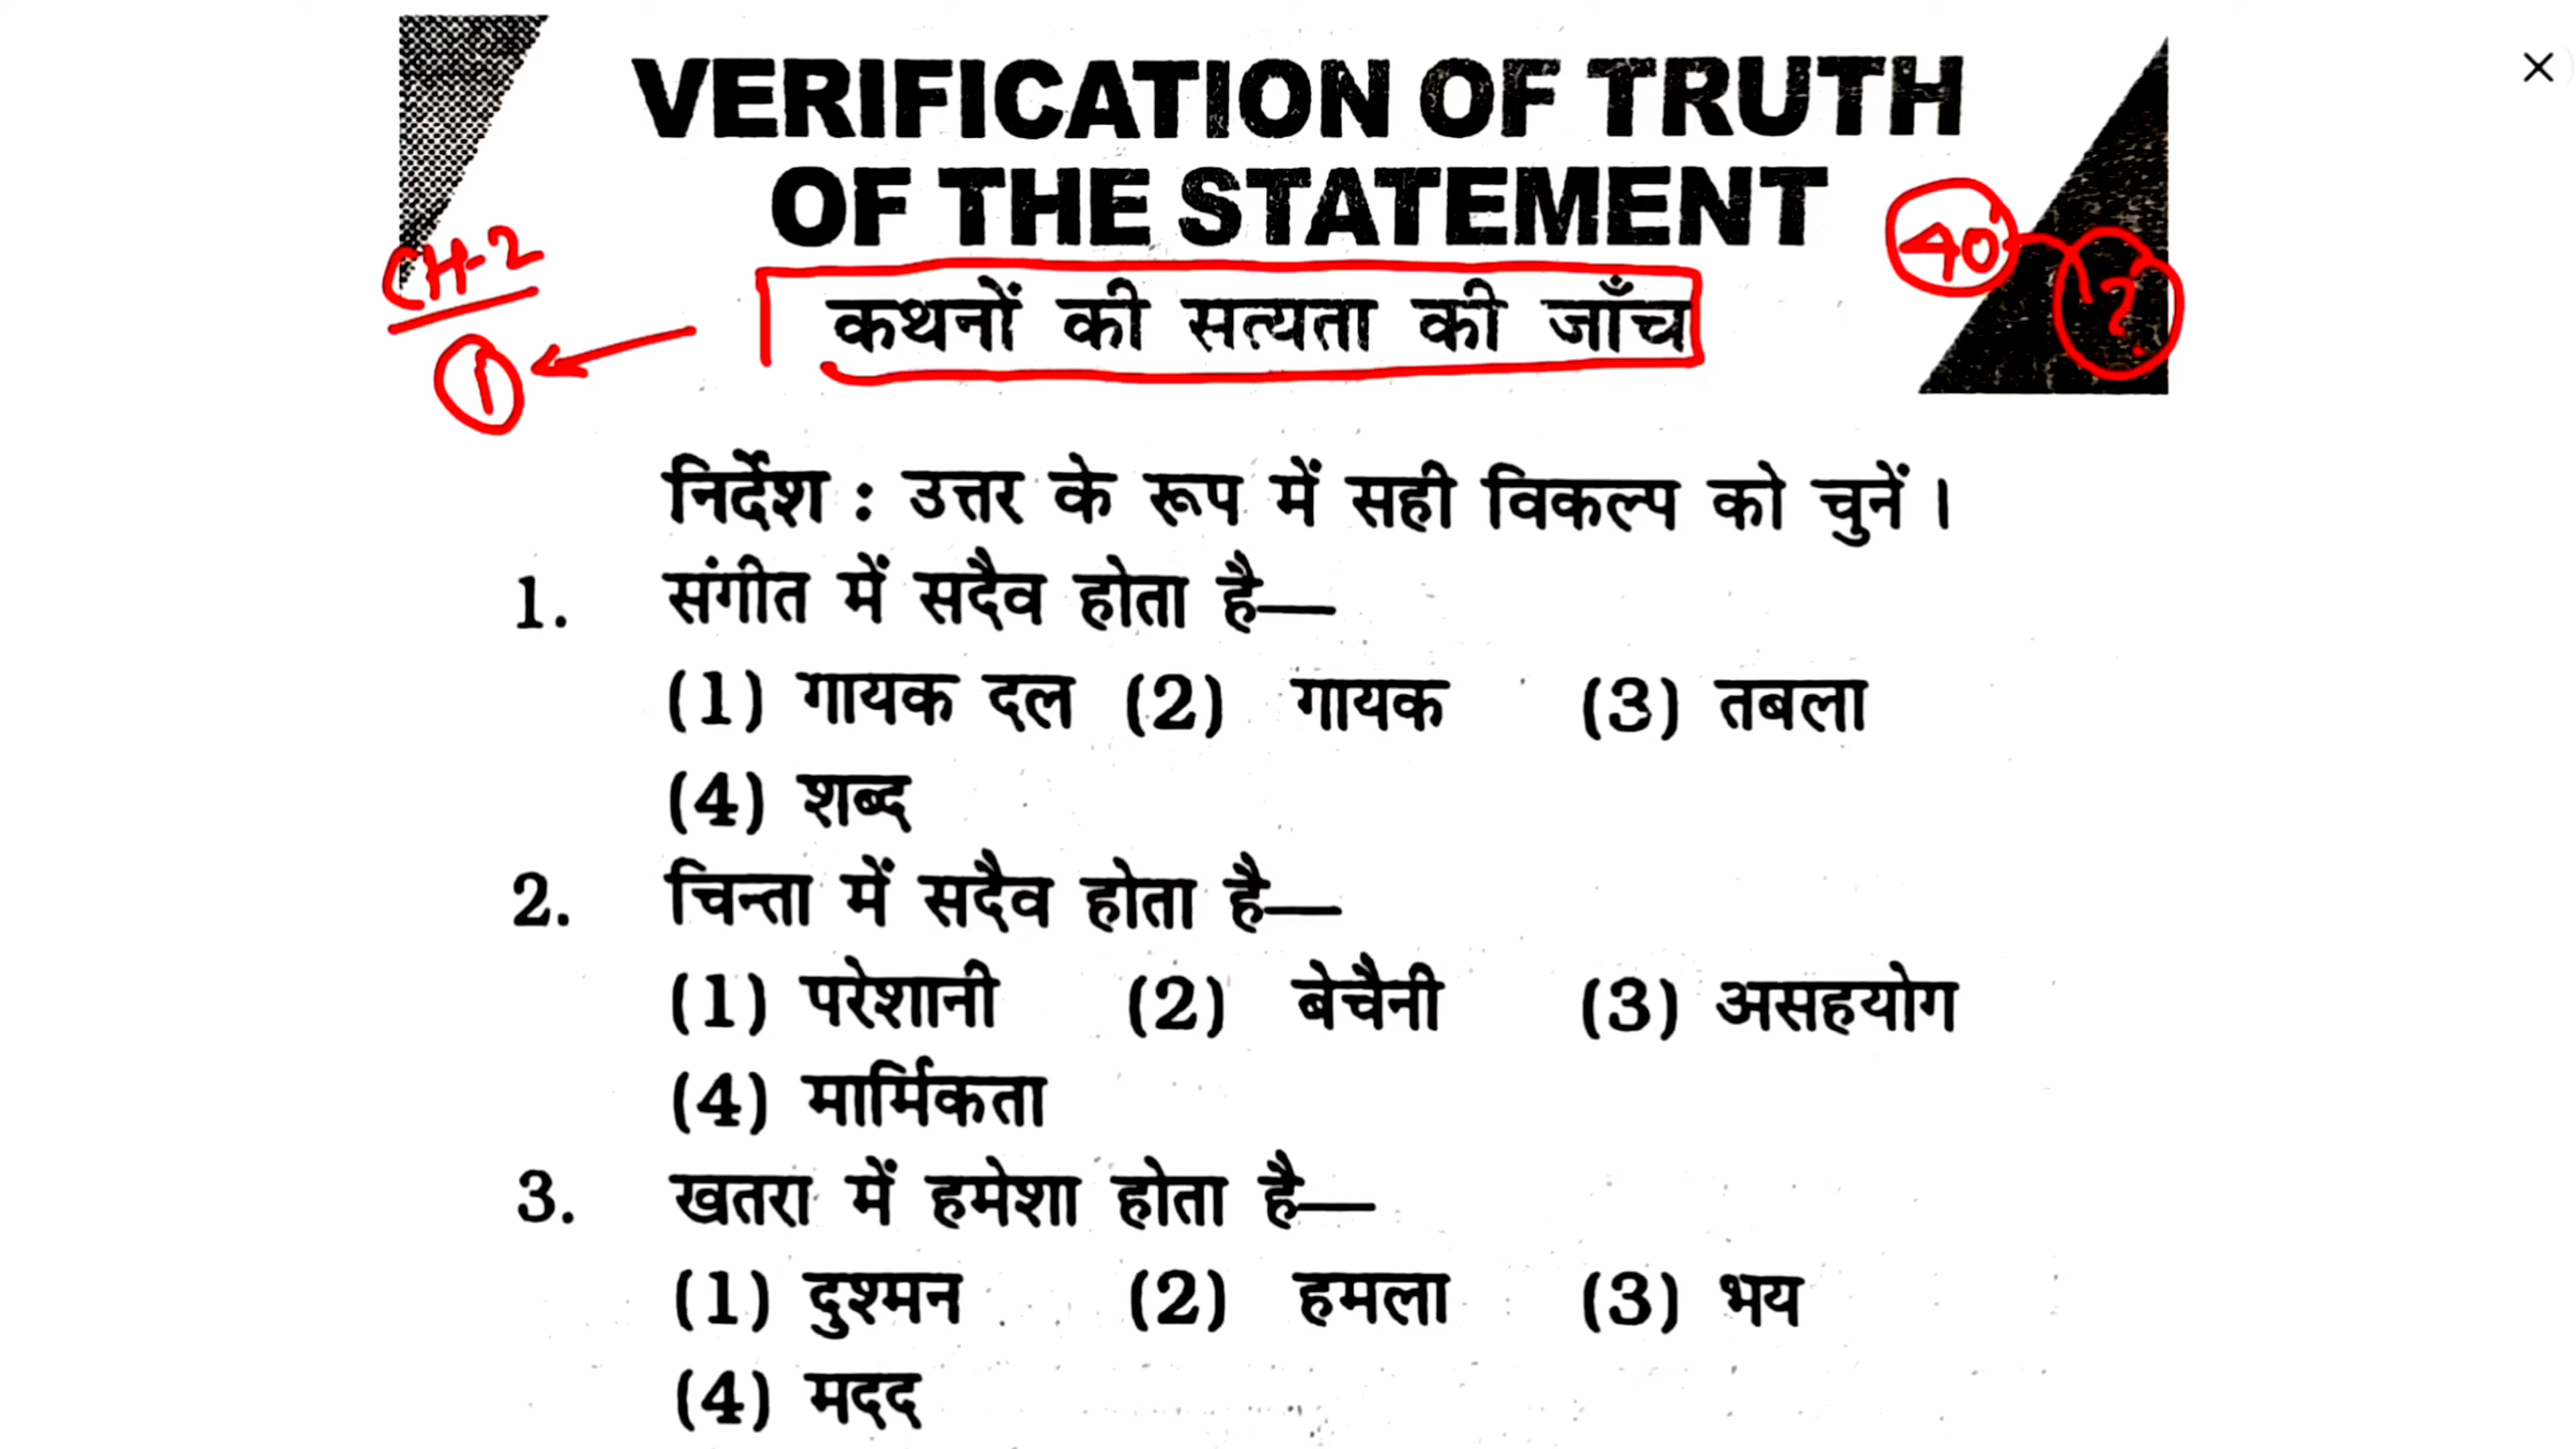 VERIFICATION OF TRUTH
OF THE STATEMENT
CH-2
40
?
कथनों की सत्यता की जाँच
1
निर्देश : उत्तर के रूप में सही विकल्प को चुनें।
1. संगीत में सदैव होता है—
(1) गायक दल (2) गायक (3) तबला
(4) शब्द
2. चिन्ता में सदैव होता है—
(1) परेशानी (2) बेचैनी (3) असहयोग
(4) मार्मिकता
3. खतरा में हमेशा होता है—
(1) दुश्मन (2) हमला (3) भय
(4) मदद